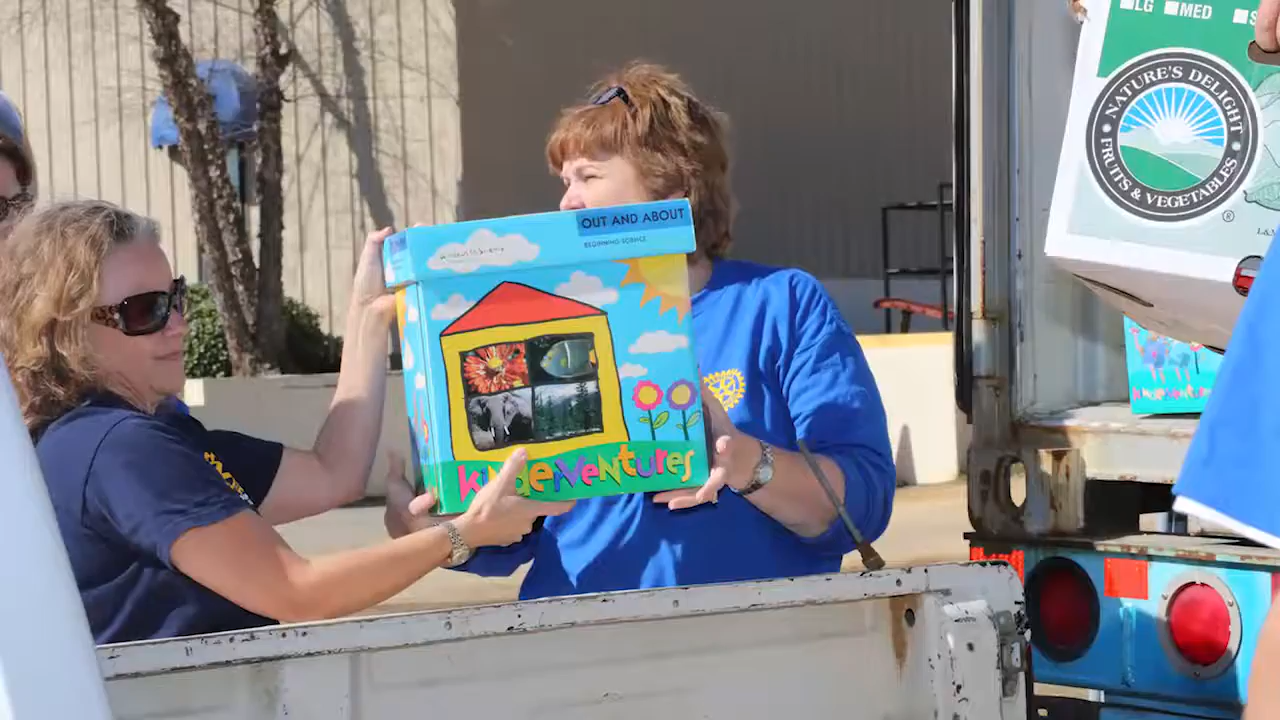 OUT AND ABOUT
BEGINNING SCIENCE
kinderVentures
LG MED
NATURE'S DELIGHT
FRUITS & VEGETABLES
®